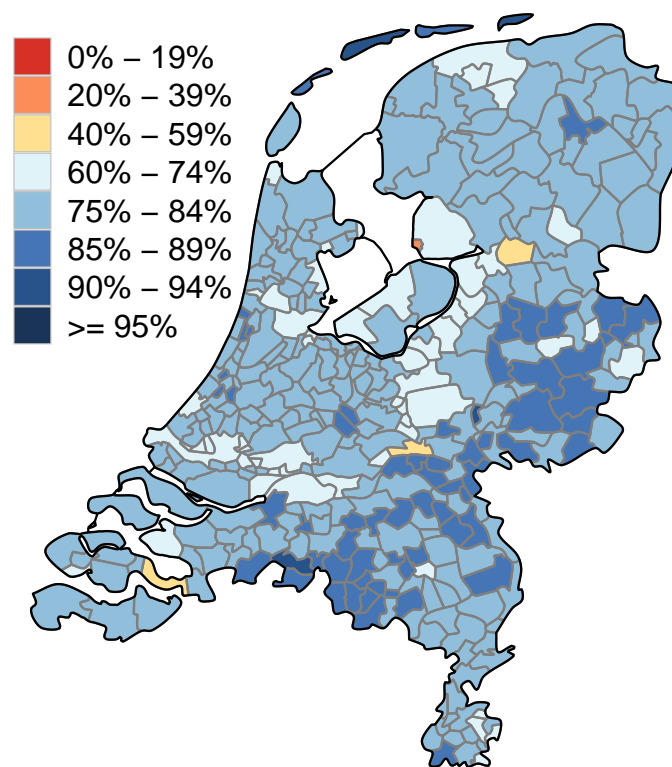 0% – 19%
20% – 39%
40% – 59%
60% – 74%
75% – 84%
85% – 89%
90% – 94%
>= 95%